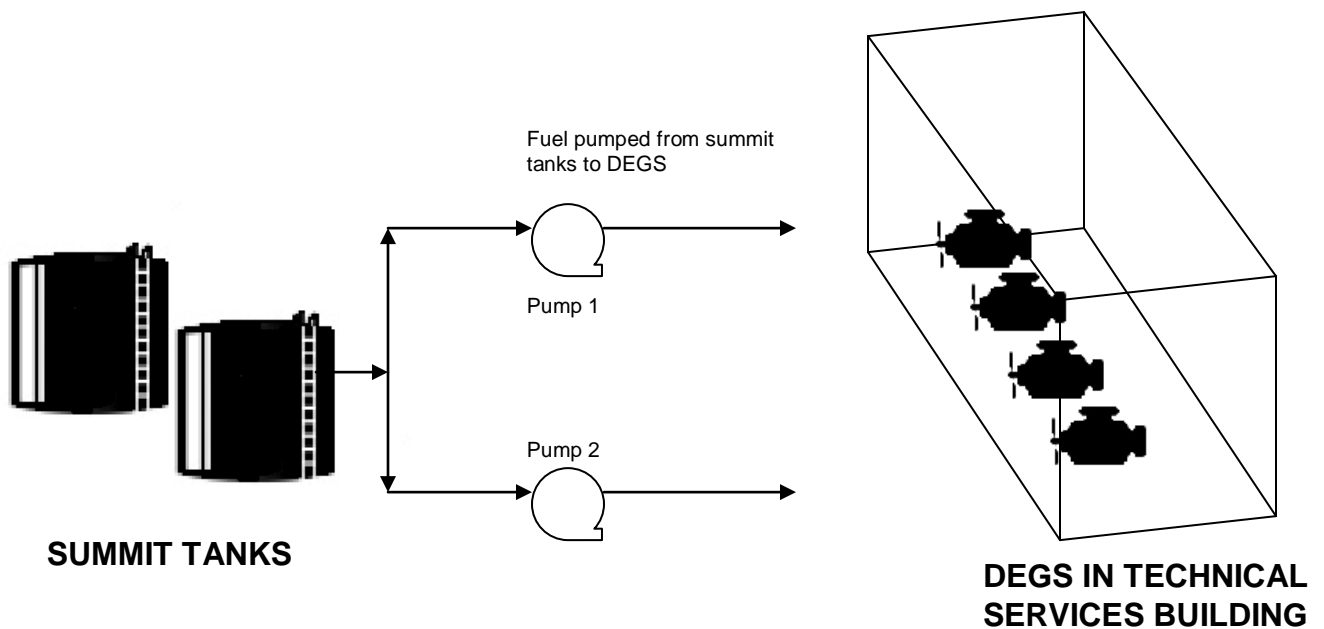 Fuel pumped from summit
tanks to DEGS
Pump 1
Pump 2
SUMMIT TANKS
DEGS IN TECHNICAL
SERVICES BUILDING